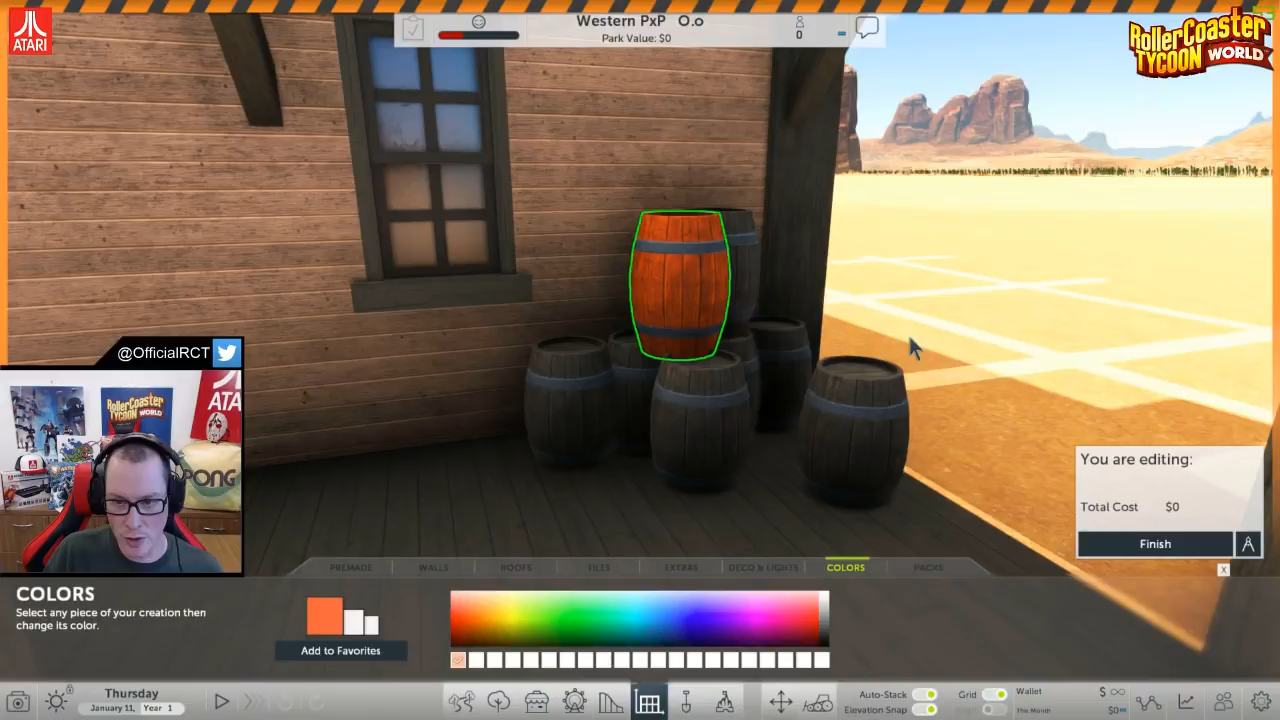 ATARI
Western PxP O.o
Park Value: $0
0
RollerCoaster
TYCOON WORLD
@OfficialRCT
RollerCoaster
TYCOON
WORLD
ATA
PONG
You are editing:
Total Cost $0
Finish
X
PREMADE WALLS ROOFS TILES EXTRAS DECO & LIGHTS COLORS PACKS
COLORS
Select any piece of your creation then
change its color.
Add to Favorites
Thursday
January 11, Year 1
Auto-Stack Grid
Elevation Snap
Wallet $ ∞
This Month $0